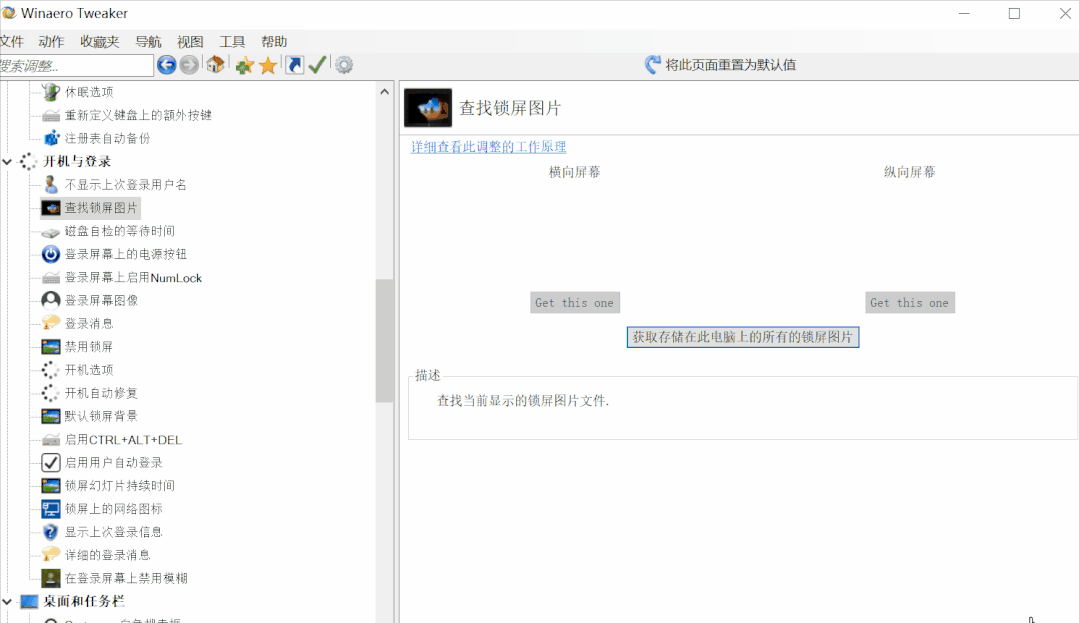 Winaero Tweaker
文件 动作 收藏夹 导航 视图 工具 帮助
搜索调整...
将此页面重置为默认值
休眠选项
重新定义键盘上的额外按键
注册表自动备份
开机与登录
不显示上次登录用户名
查找锁屏图片
磁盘自检的等待时间
登录屏幕上的电源按钮
登录屏幕上启用NumLock
登录屏幕图像
登录消息
禁用锁屏
开机选项
开机自动修复
默认锁屏背景
启用CTRL+ALT+DEL
启用用户自动登录
锁屏幻灯片持续时间
锁屏上的网络图标
显示上次登录信息
详细的登录消息
在登录屏幕上禁用模糊
桌面和任务栏
查找锁屏图片
详细查看此调整的工作原理
横向屏幕
纵向屏幕
Get this one
Get this one
获取存储在此电脑上的所有的锁屏图片
描述
查找当前显示的锁屏图片文件.